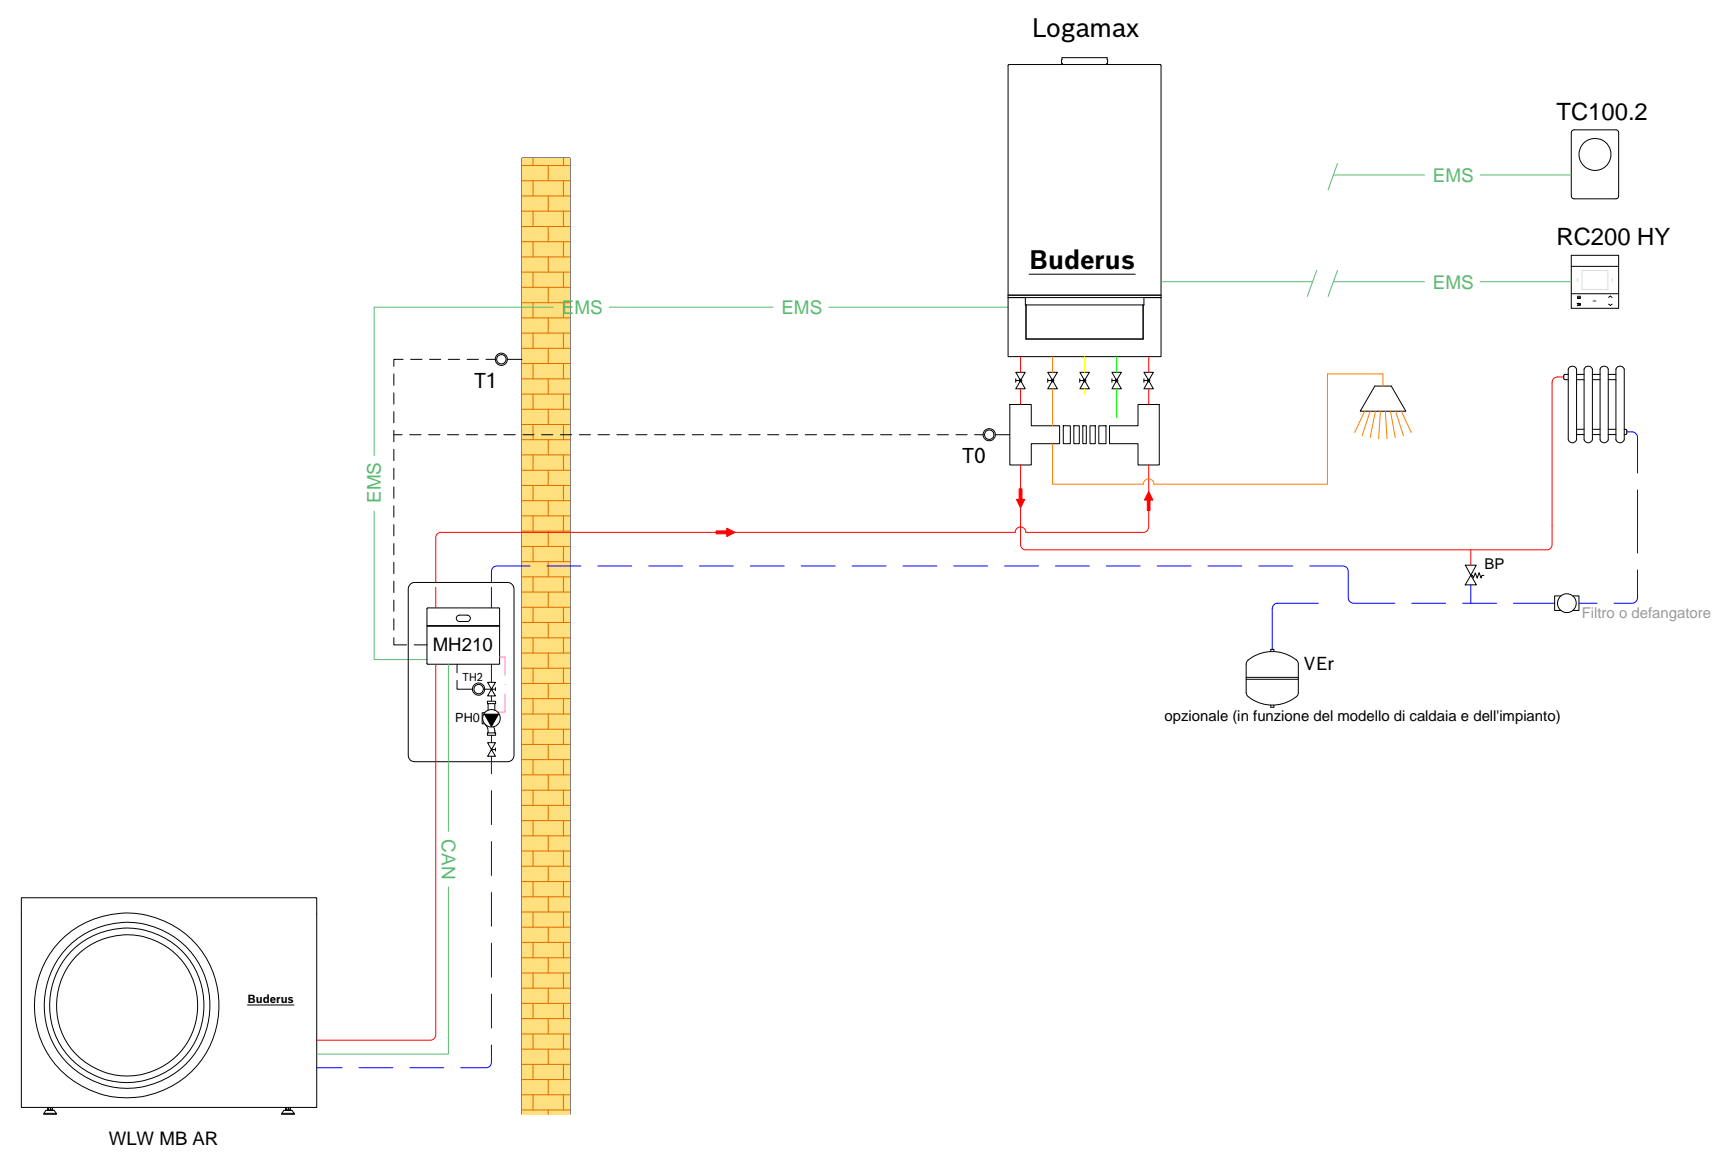 Logamax
TC100.2
EMS
RC200 HY
Buderus
EMS
EMS
EMS
T1
T0
EMS
BP
Filtro o defangatore
MH210
TH2
PH0
VEr
opzionale (in funzione del modello di caldaia e dell'impianto)
CAN
Buderus
WLW MB AR